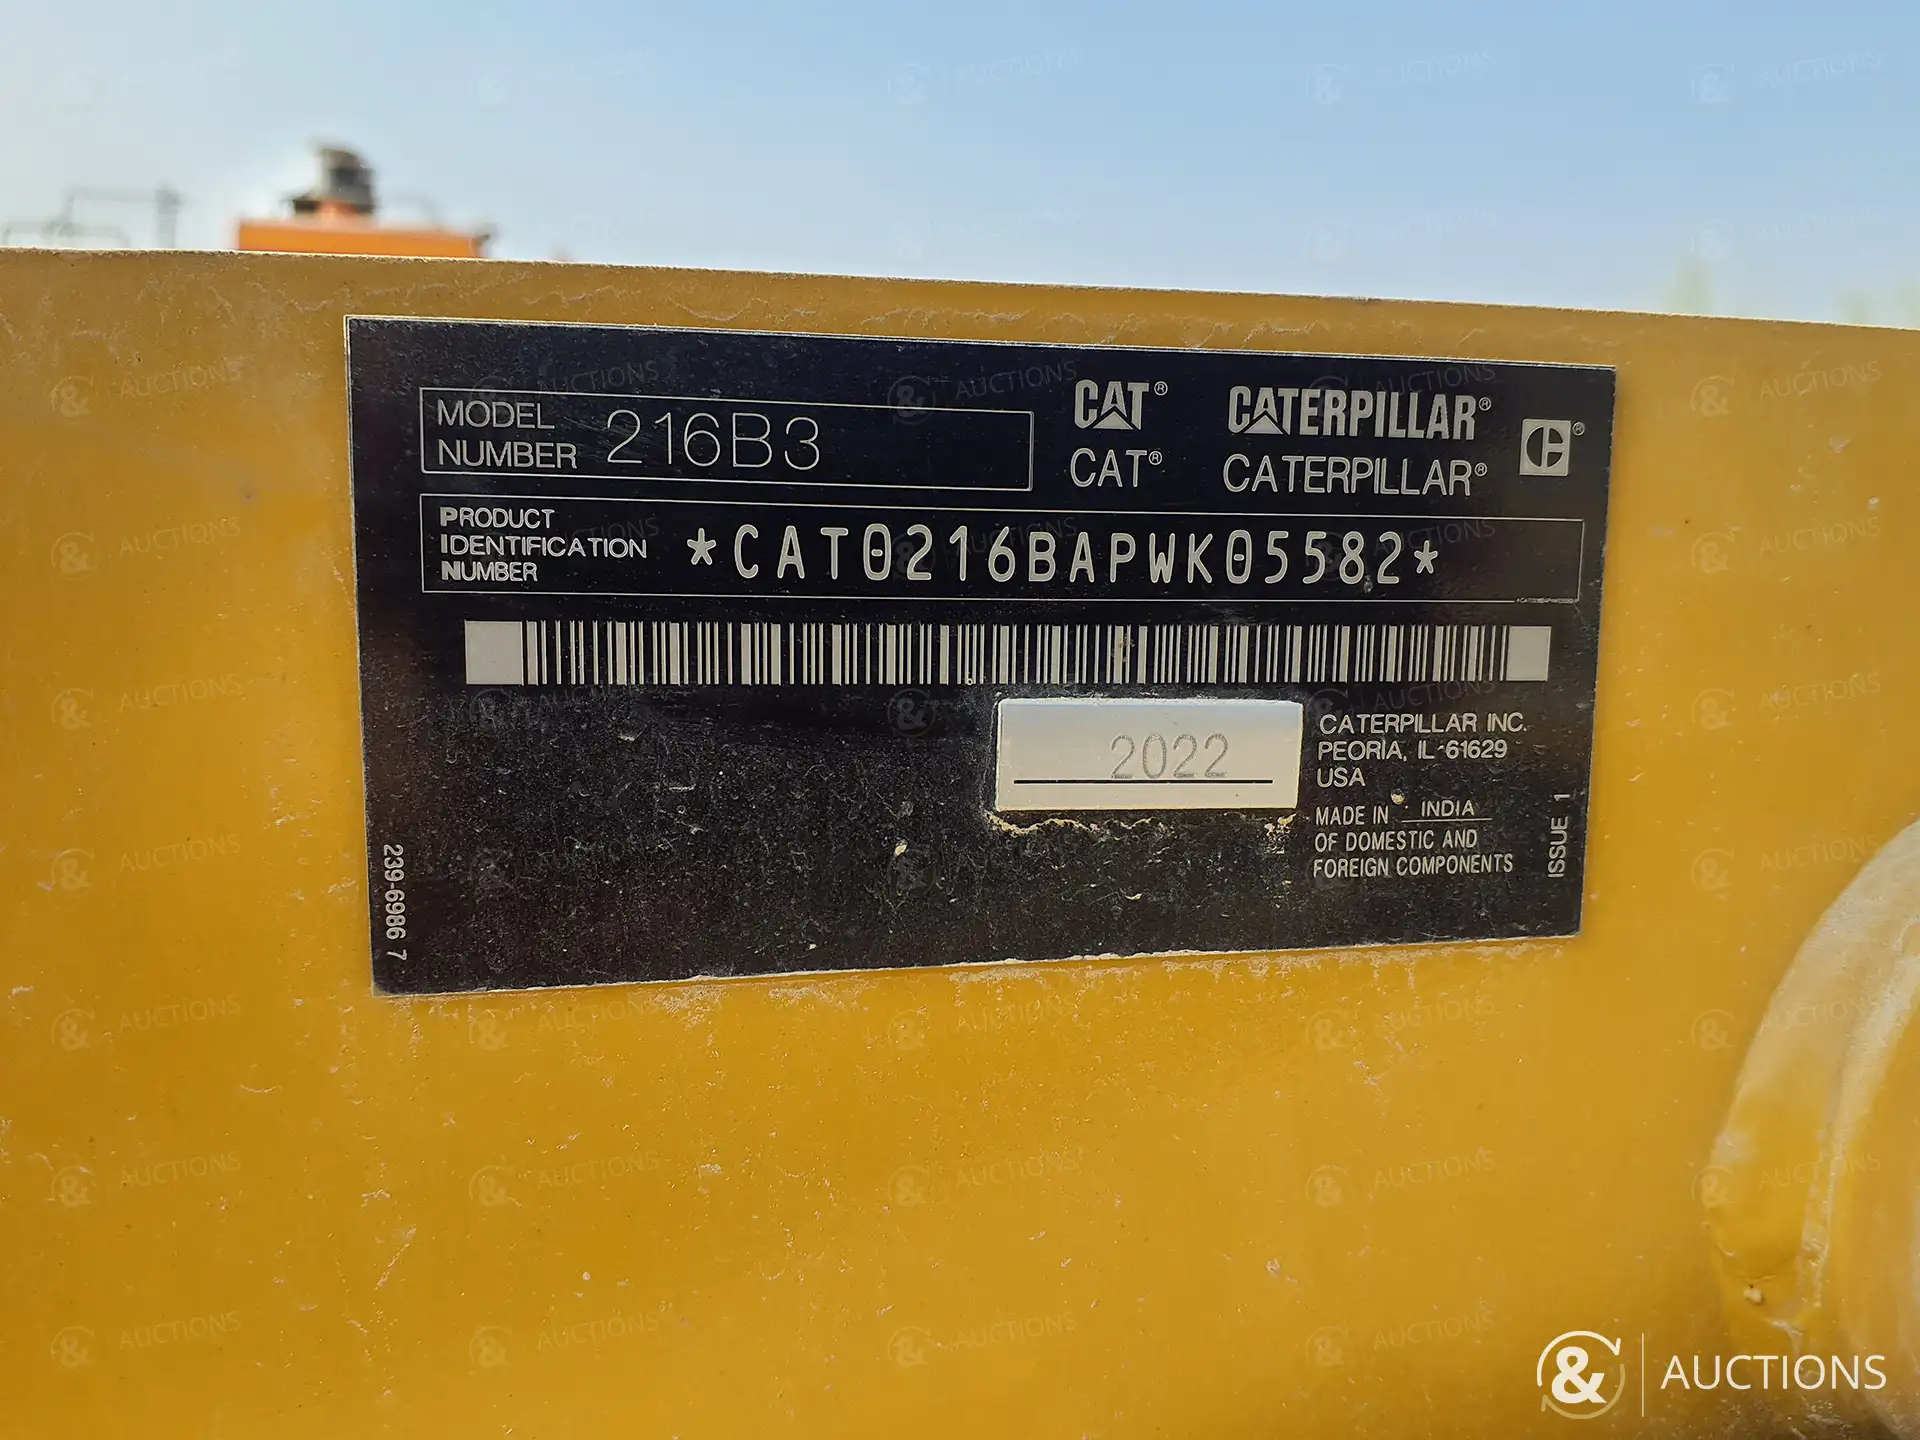 MODEL
NUMBER 216B3
CAT® CATERPILLAR®
CAT® CATERPILLAR®
PRODUCT
IDENTIFICATION
NUMBER
*CAT0216BAPWK05582*
2022
CATERPILLAR INC.
PEORIA, IL 61629
USA
MADE IN INDIA
OF DOMESTIC AND
FOREIGN COMPONENTS
ISSUE 1
239-6986 7
& AUCTIONS